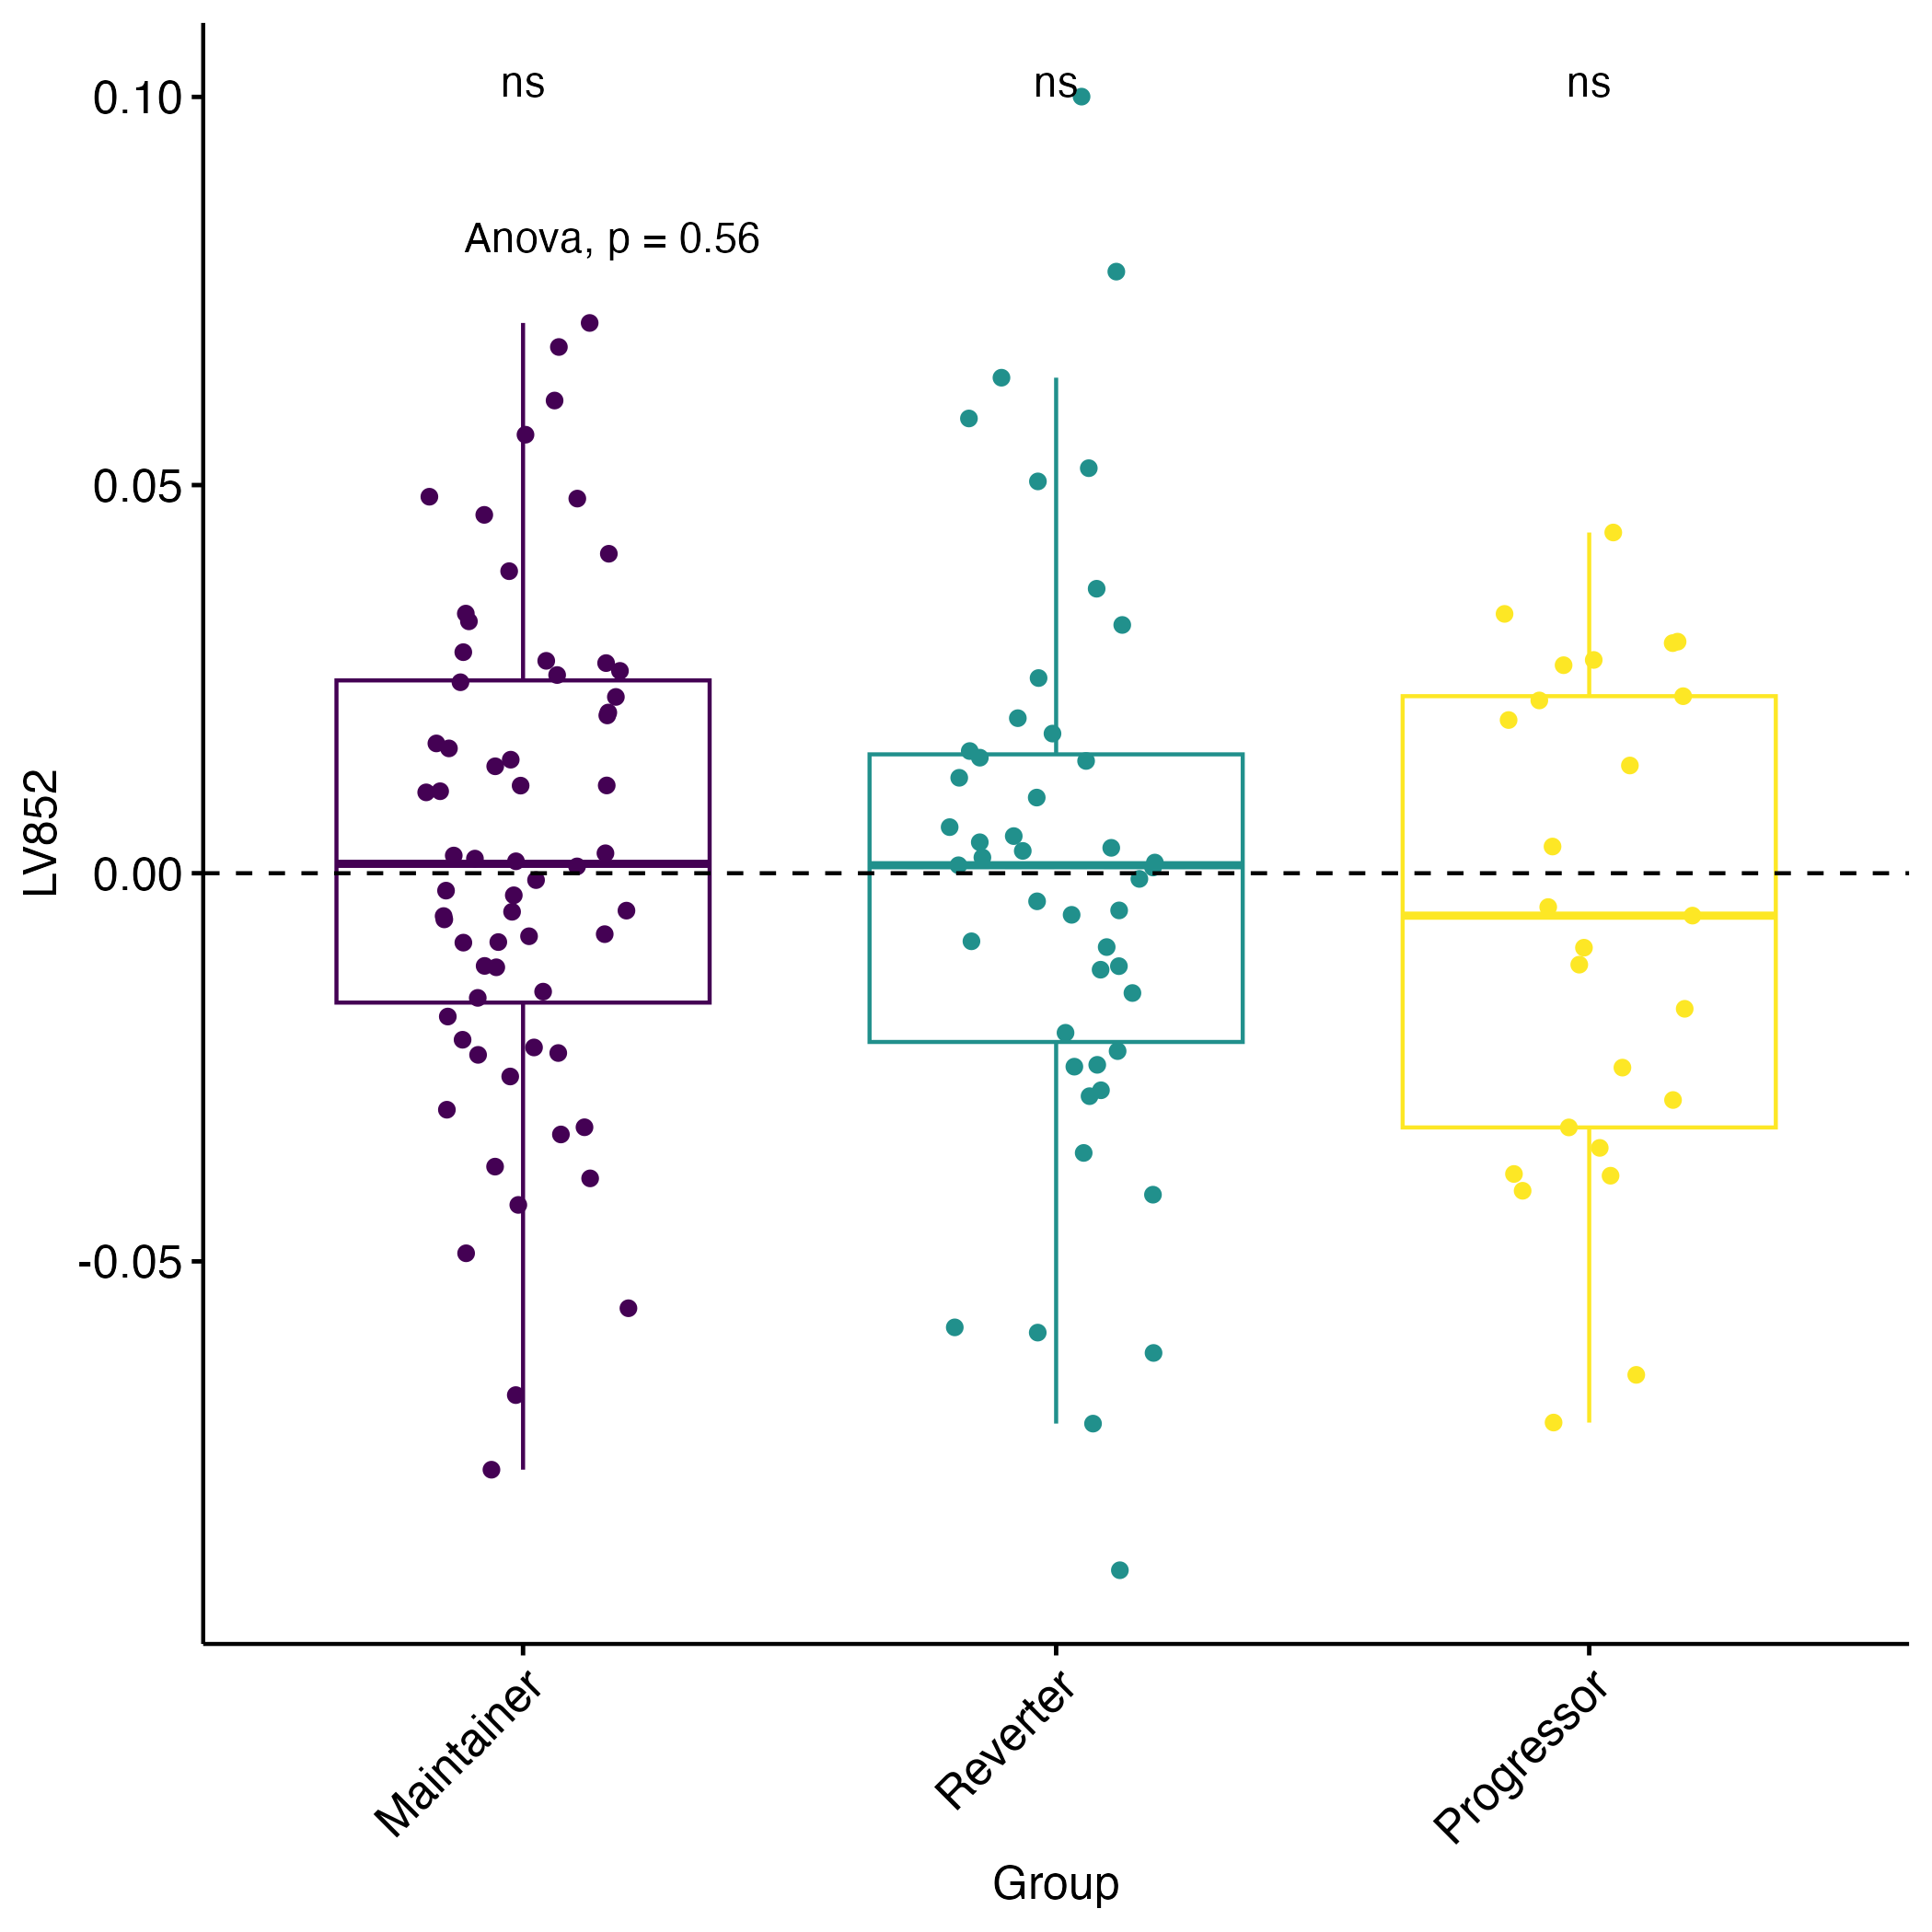 ns ns ns
Anova, p = 0.56
0.10
0.05
0.00
-0.05
LV852
Maintainer
Reverter
Progressor
Group